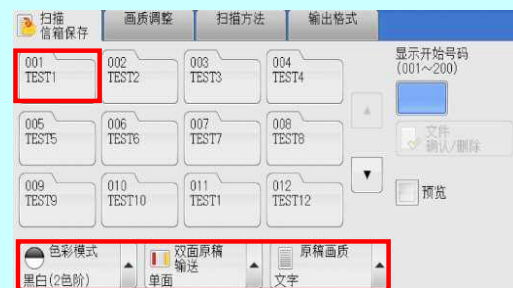 扫描
信箱保存
画质调整
扫描方法
输出格式
001
TEST1
002
TEST2
003
TEST3
004
TEST4
显示开始号码
(001～200)
005
TEST5
006
TEST6
007
TEST7
008
TEST8
文件
确认/删除
009
TEST9
010
TEST10
011
TEST1
012
TEST12
预览
色彩模式
黑白(2色阶)
双面原稿
输送
单面
原稿画质
文字